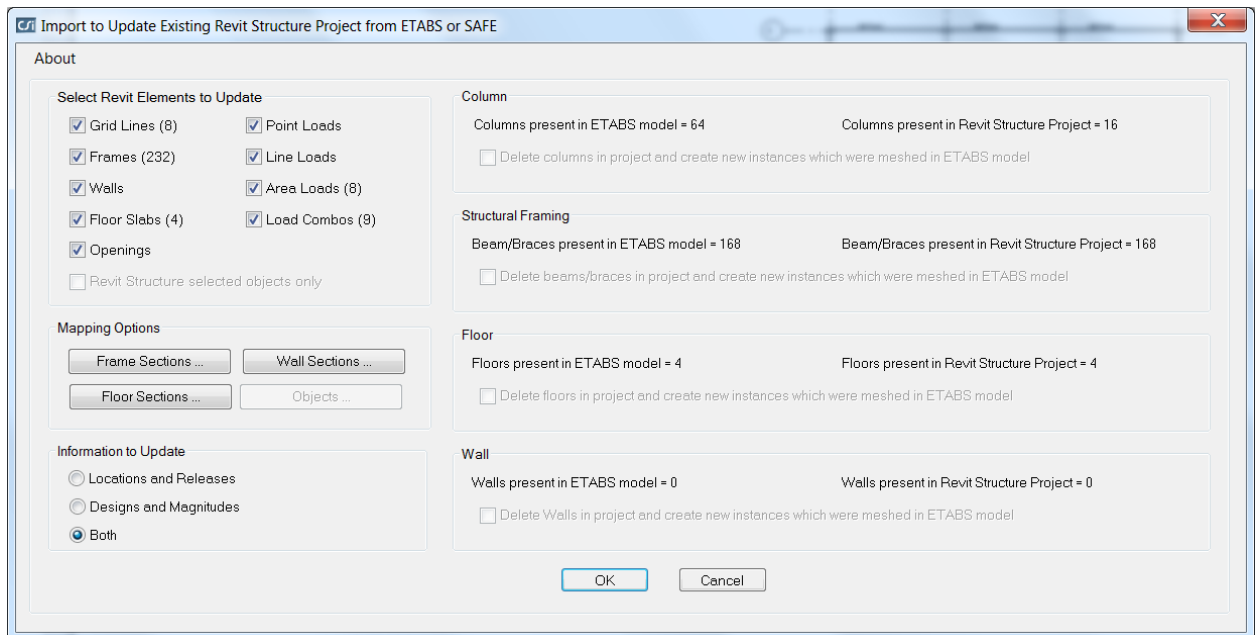 CSi Import to Update Existing Revit Structure Project from ETABS or SAFE
About
Select Revit Elements to Update
Grid Lines (8)
Point Loads
Frames (232)
Line Loads
Walls
Area Loads (8)
Floor Slabs (4)
Load Combos (9)
Openings
Revit Structure selected objects only
Mapping Options
Frame Sections ...
Wall Sections ...
Floor Sections ...
Objects ...
Information to Update
Locations and Releases
Designs and Magnitudes
Both
Column
Columns present in ETABS model = 64
Columns present in Revit Structure Project = 16
Delete columns in project and create new instances which were meshed in ETABS model
Structural Framing
Beam/Braces present in ETABS model = 168
Beam/Braces present in Revit Structure Project = 168
Delete beams/braces in project and create new instances which were meshed in ETABS model
Floor
Floors present in ETABS model = 4
Floors present in Revit Structure Project = 4
Delete floors in project and create new instances which were meshed in ETABS model
Wall
Walls present in ETABS model = 0
Walls present in Revit Structure Project = 0
Delete Walls in project and create new instances which were meshed in ETABS model
OK
Cancel